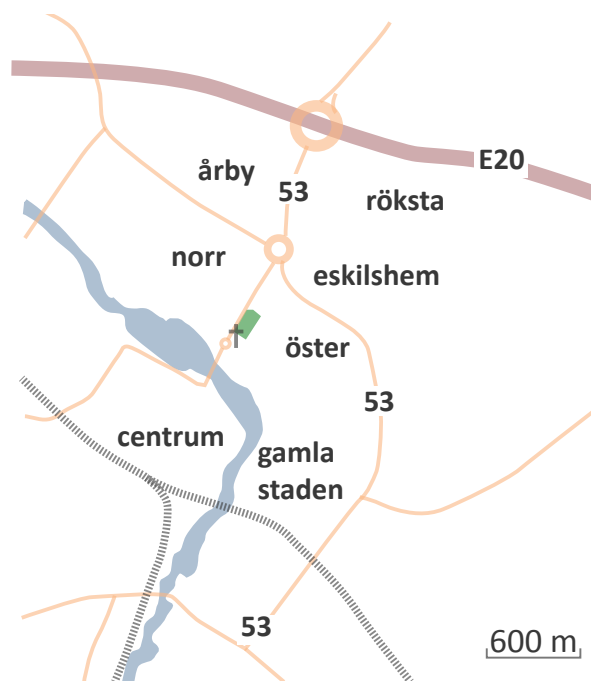 E20
årby
53
röksta
norr
eskilshem
öster
53
centrum
gamla
staden
53
600 m